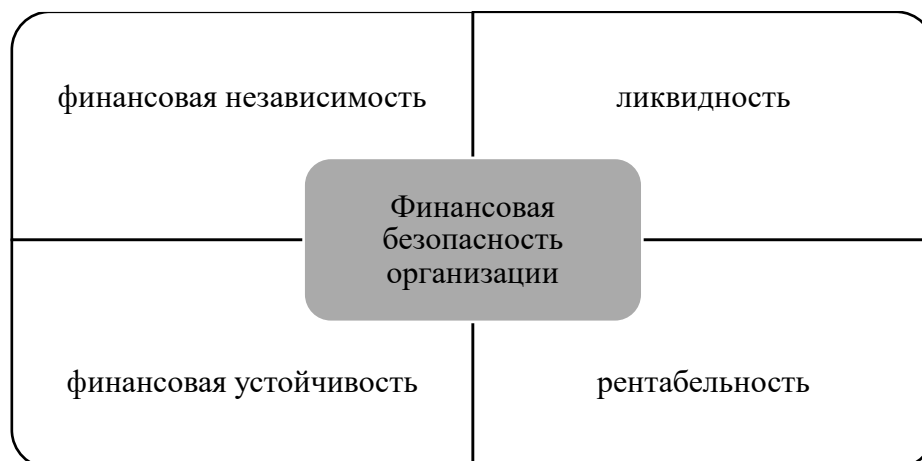 финансовая независимость
ликвидность
Финансовая
безопасность
организации
финансовая устойчивость
рентабельность